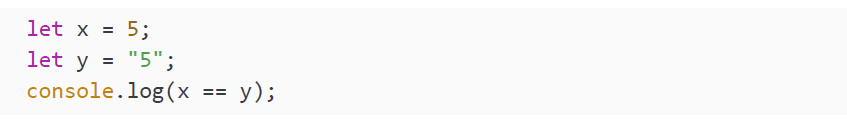 let x = 5;
let y = "5";
console.log(x == y);